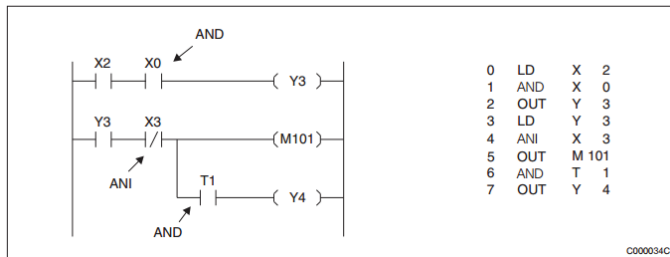 AND
X2 X0
Y3
Y3 X3
M101
ANI
T1
Y4
AND
0 LD X 2
1 AND X 0
2 OUT Y 3
3 LD Y 3
4 ANI X 3
5 OUT M 101
6 AND T 1
7 OUT Y 4
C000034C